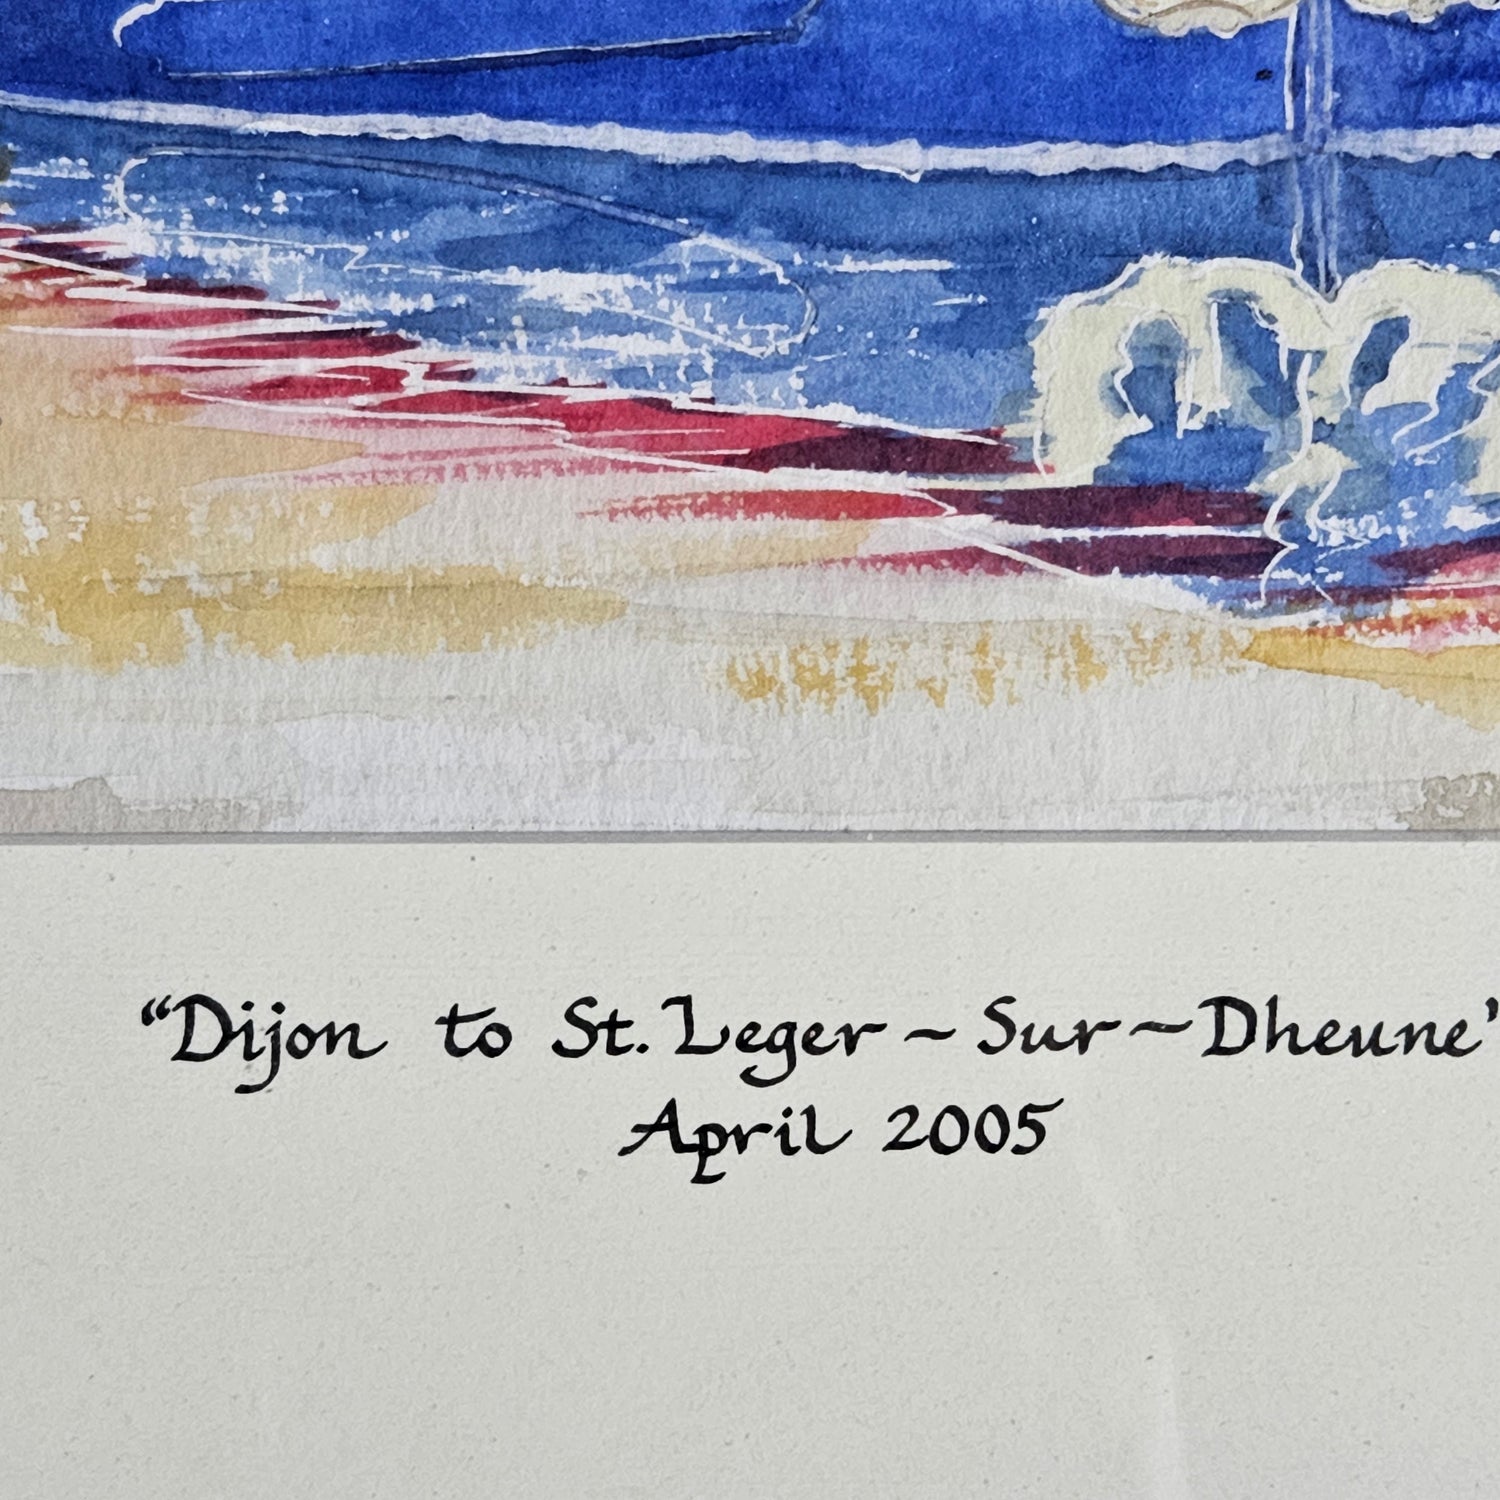 “Dijon to St. Leger ~ Sur ~ Dheune’
April 2005